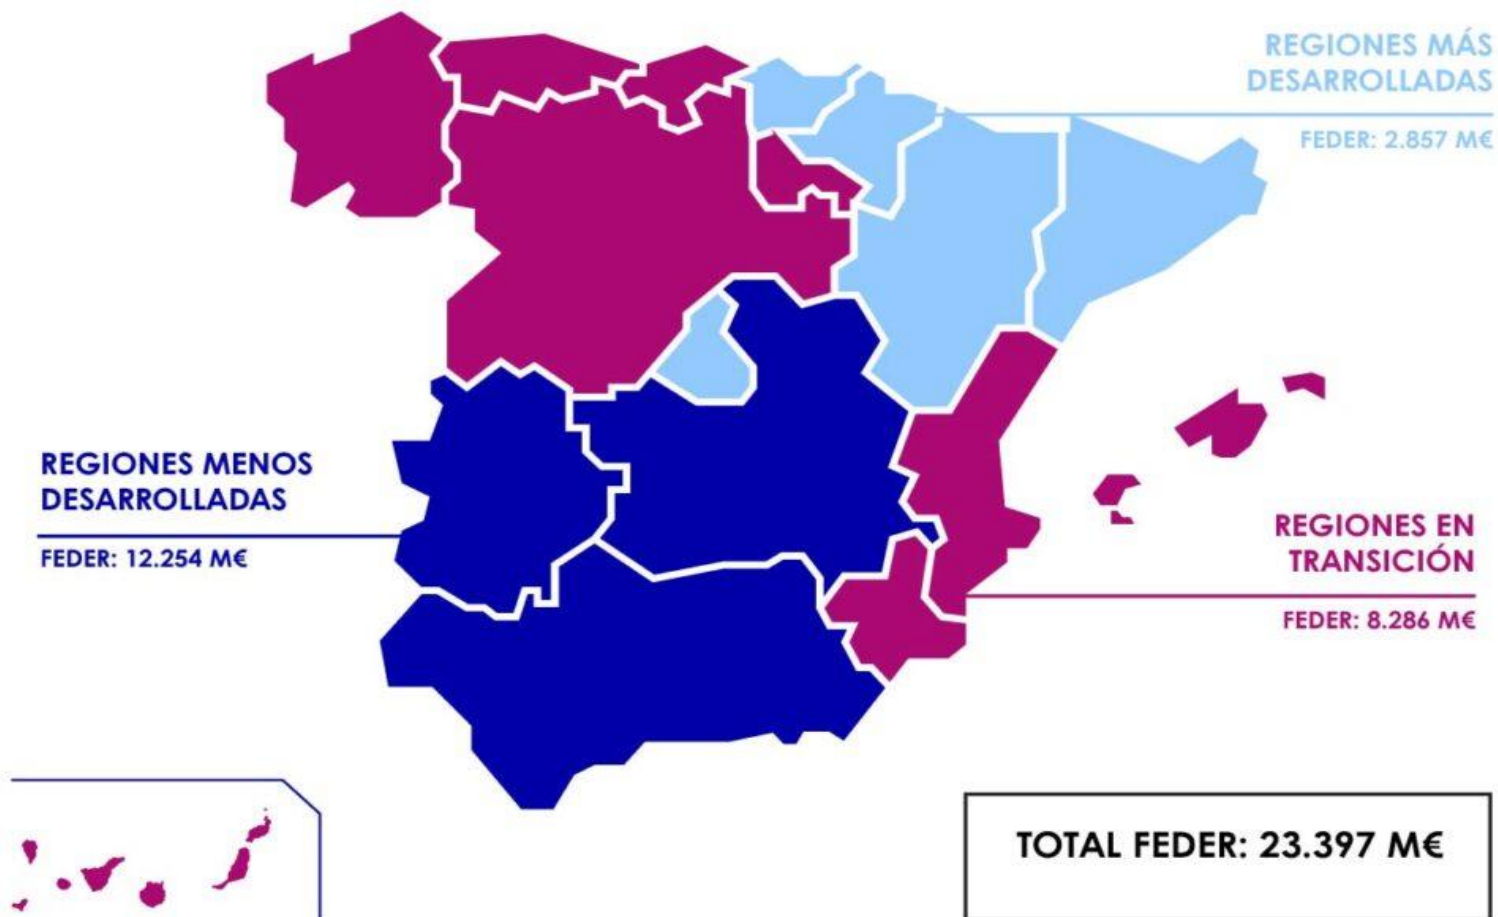 REGIONES MÁS
DESARROLLADAS
FEDER: 2.857 M€
REGIONES MENOS
DESARROLLADAS
FEDER: 12.254 M€
REGIONES EN
TRANSICIÓN
FEDER: 8.286 M€
TOTAL FEDER: 23.397 M€